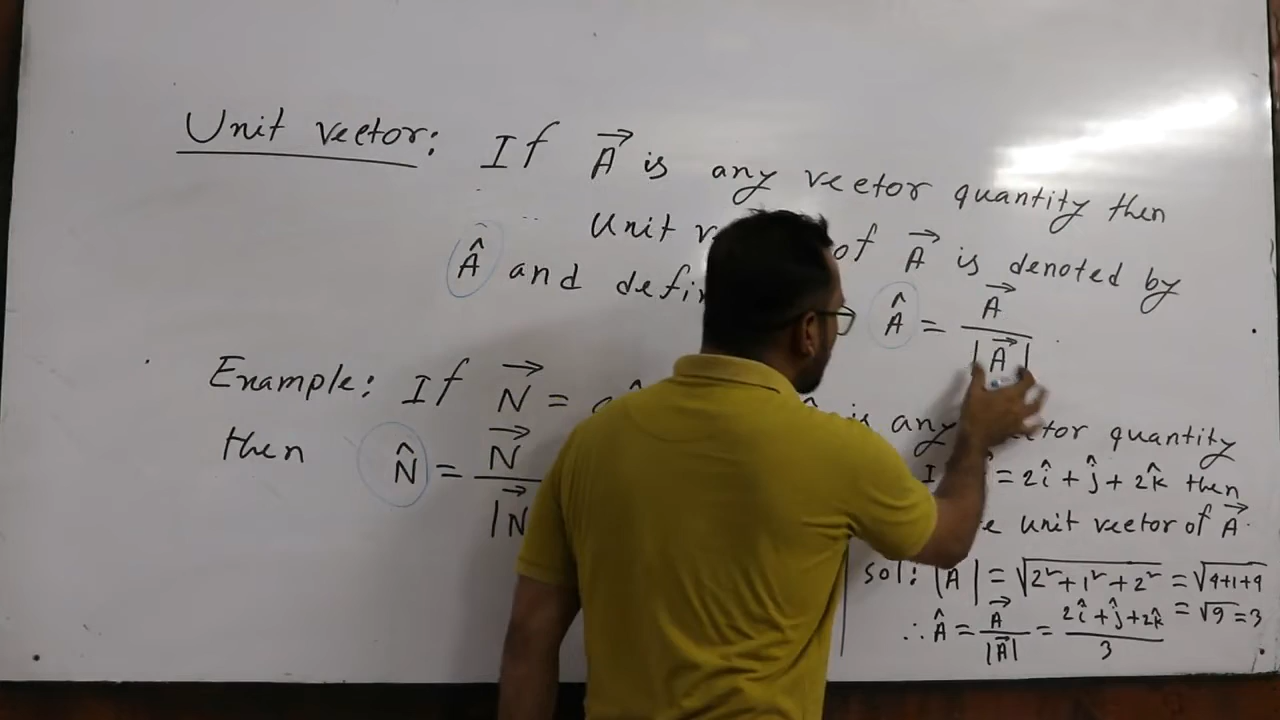 Unit vector: If A⃗ is any vector quantity then
Unit of A⃗ is denoted by
Â and Â = A⃗ / |A⃗|
Example: If N⃗ = is any quantity
then N̂ = N⃗ /
= 2î + ĵ + 2k̂ then
unit vector of A⃗.
sol: |A⃗| = √2² + 1² + 2² = √4+1+4
= √9 = 3
∴ Â = A⃗ / |A⃗| = 2î + ĵ + 2k̂ / 3